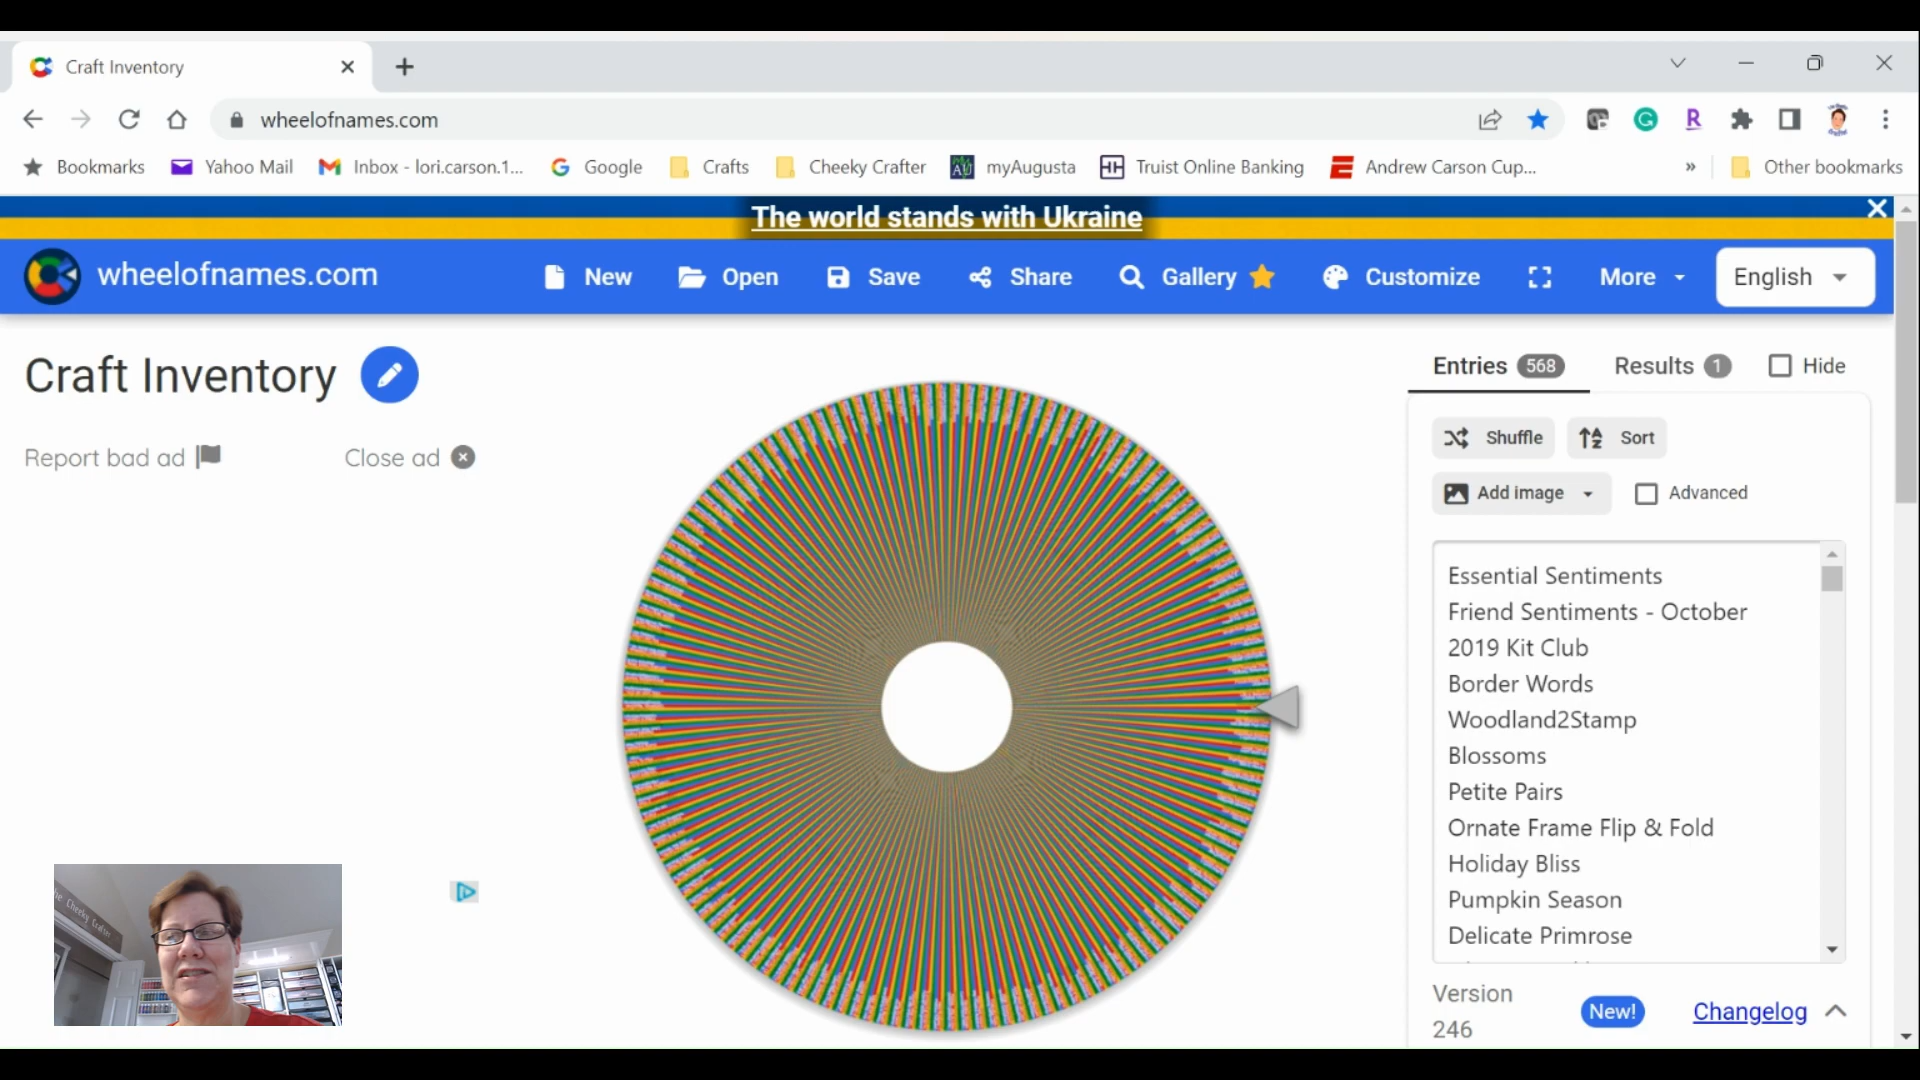 Craft Inventory
wheelofnames.com
Bookmarks Yahoo Mail Inbox - lori.carson.1... Google Crafts Cheeky Crafter myAugusta Truist Online Banking Andrew Carson Cup... » Other bookmarks
The world stands with Ukraine
wheelofnames.com New Open Save Share Gallery Customize More English
Craft Inventory
Entries 568 Results 1 Hide
Report bad ad Close ad
Shuffle Sort
Add image Advanced
Essential Sentiments
Friend Sentiments - October
2019 Kit Club
Border Words
Woodland2Stamp
Blossoms
Petite Pairs
Ornate Frame Flip & Fold
Holiday Bliss
Pumpkin Season
Delicate Primrose
Version
246
New! Changelog
The Cheeky Crafter